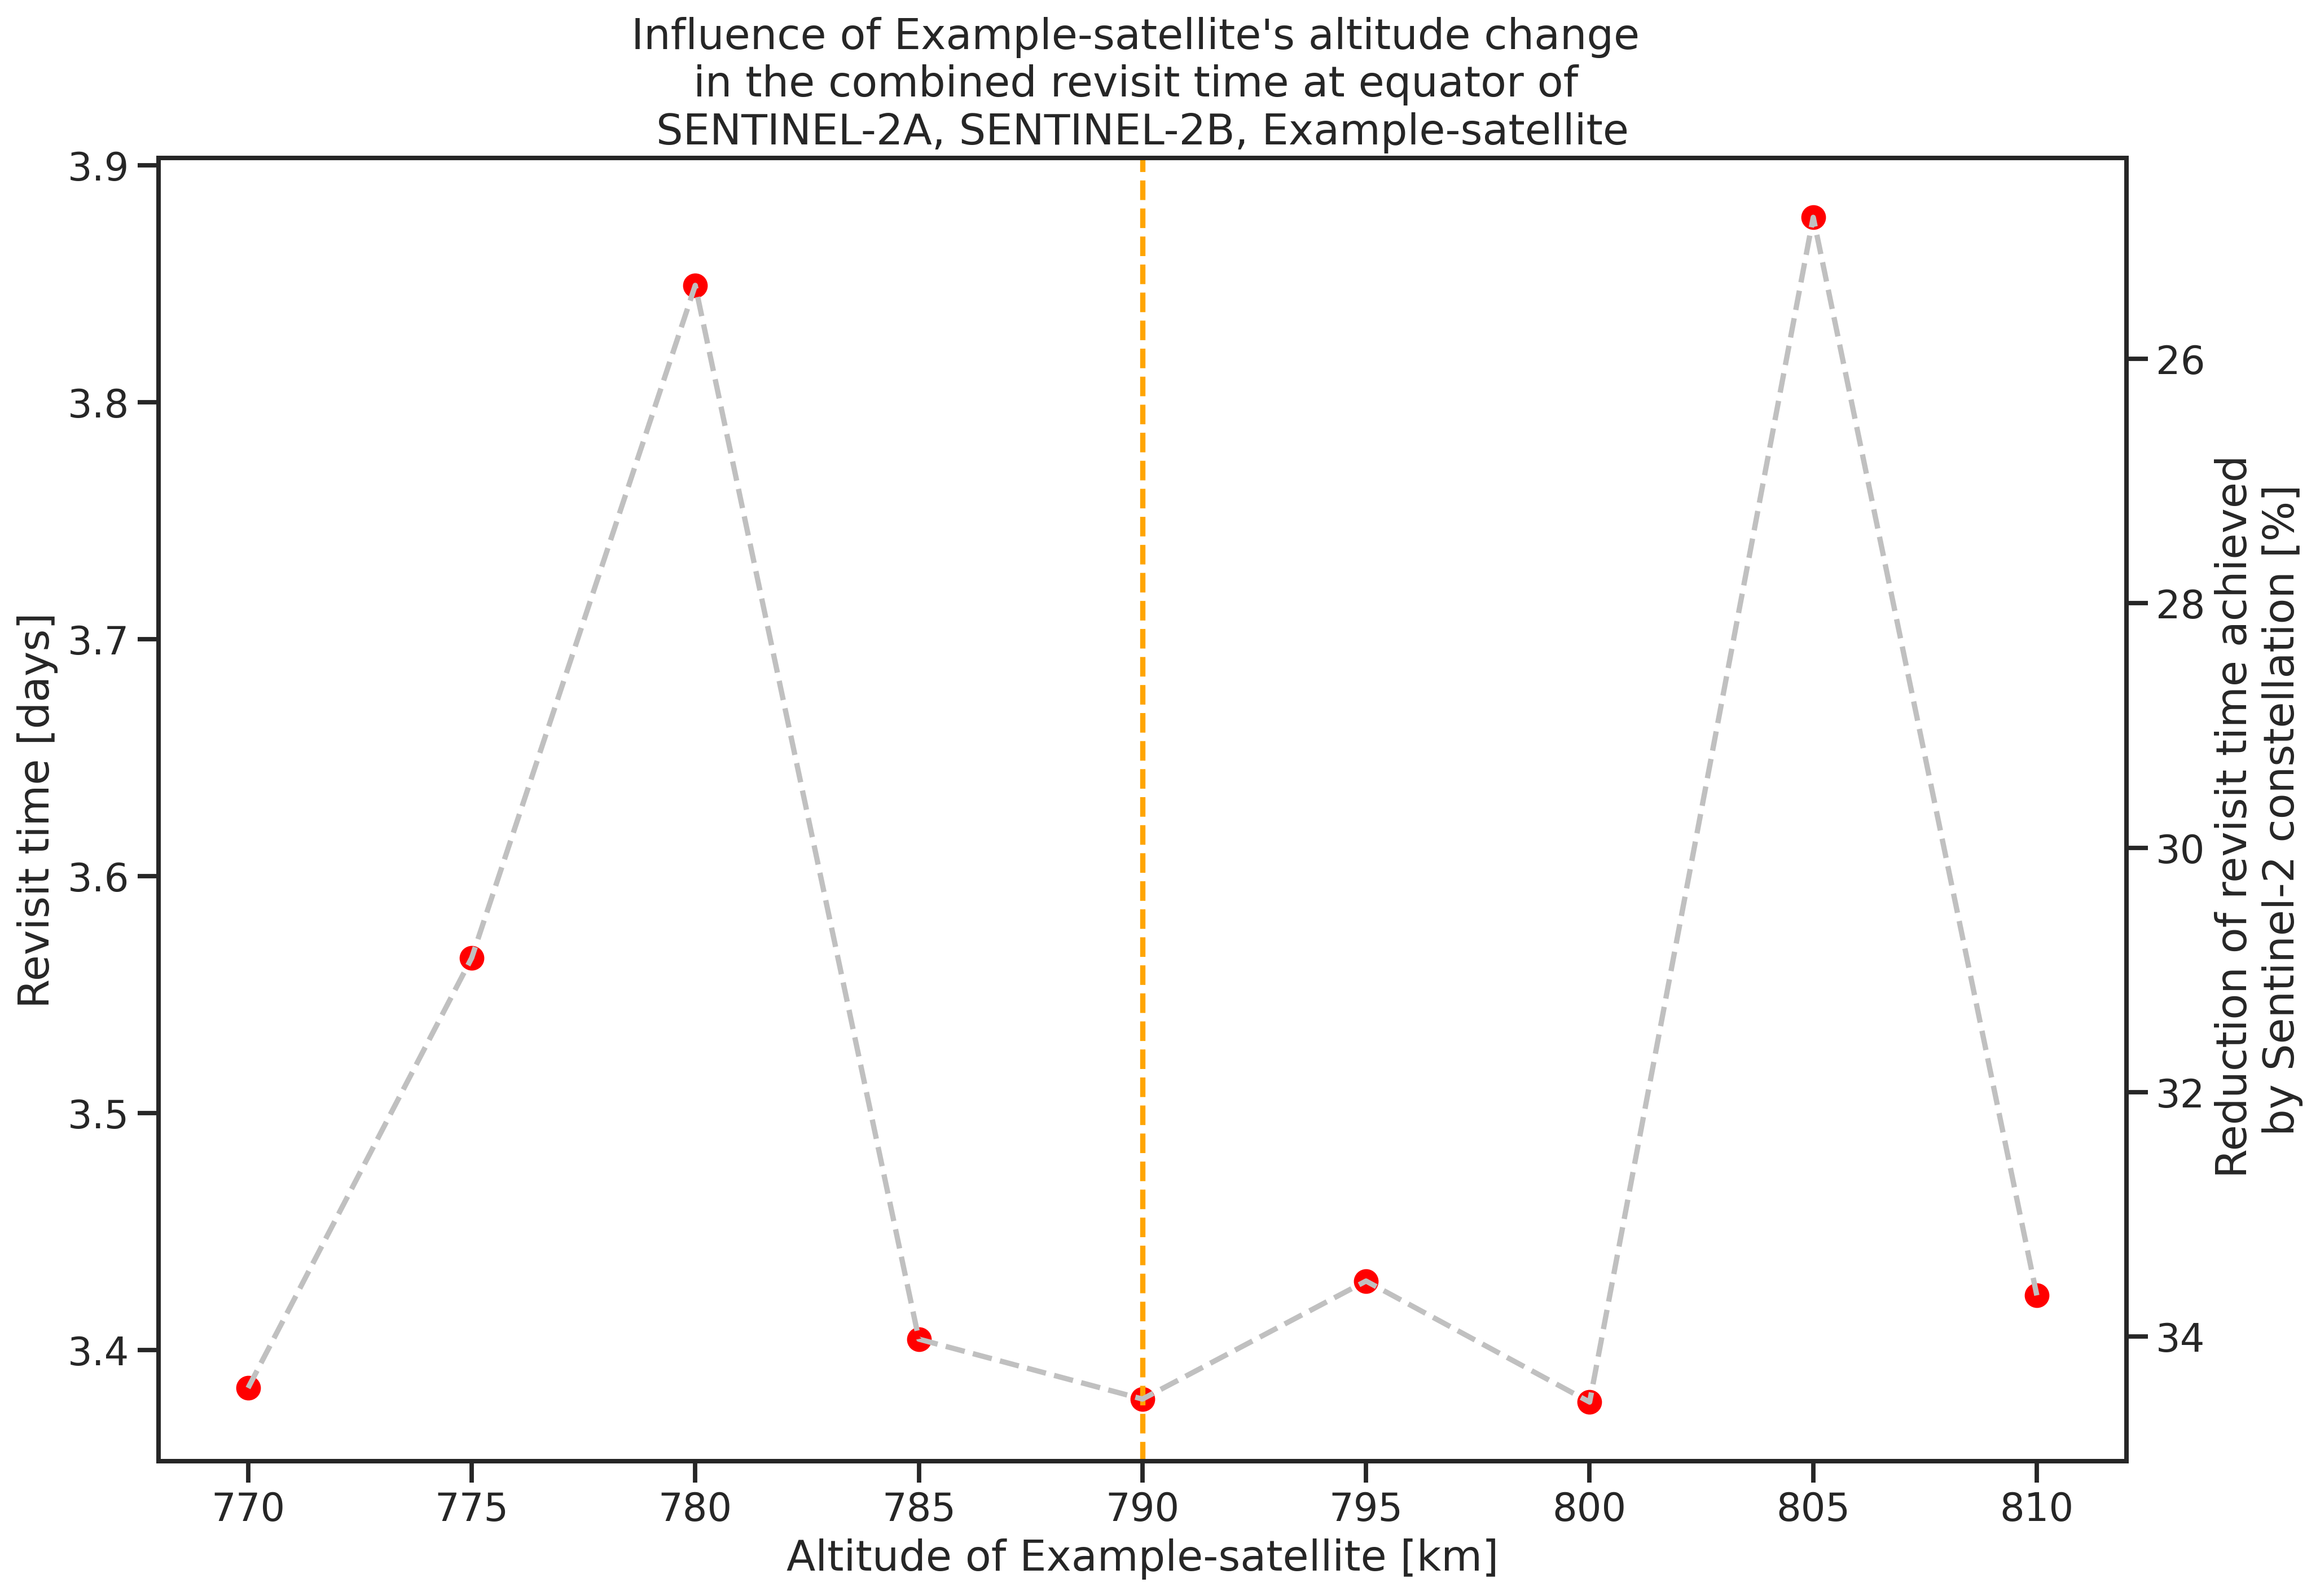 Influence of Example-satellite's altitude change
in the combined revisit time at equator of
SENTINEL-2A, SENTINEL-2B, Example-satellite
3.9
3.8
3.7
3.6
3.5
3.4
Revisit time [days]
26
28
30
32
34
Reduction of revisit time achieved
by Sentinel-2 constellation [%]
770 775 780 785 790 795 800 805 810
Altitude of Example-satellite [km]